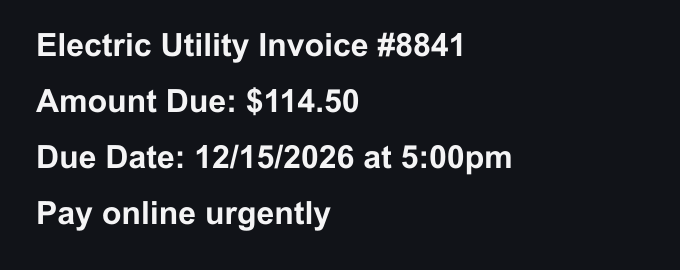 Electric Utility Invoice #8841
Amount Due: $114.50
Due Date: 12/15/2026 at 5:00pm
Pay online urgently